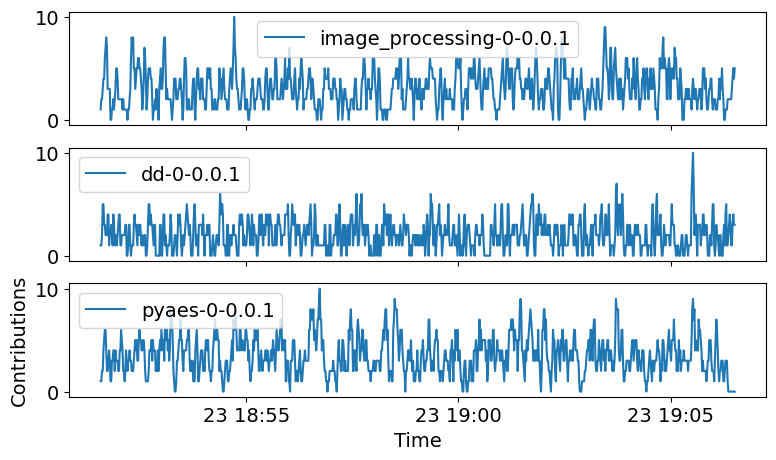 10
image_processing-0-0.0.1
0
10
dd-0-0.0.1
0
10
pyaes-0-0.0.1
0
Contributions
23 18:55 23 19:00 23 19:05
Time